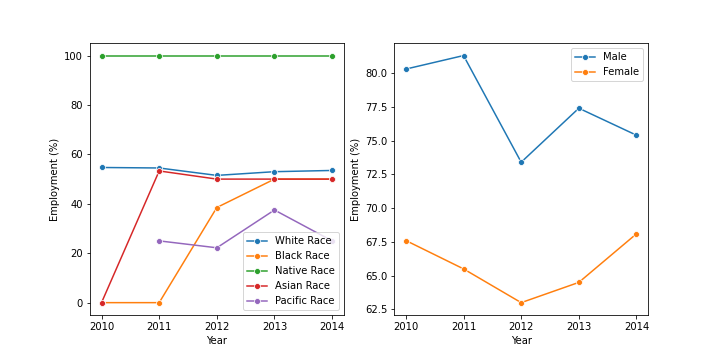 100
80
60
40
20
0
Employment (%)
2010 2011 2012 2013 2014
Year
White Race
Black Race
Native Race
Asian Race
Pacific Race
80.0
77.5
75.0
72.5
70.0
67.5
65.0
62.5
Employment (%)
2010 2011 2012 2013 2014
Year
Male
Female